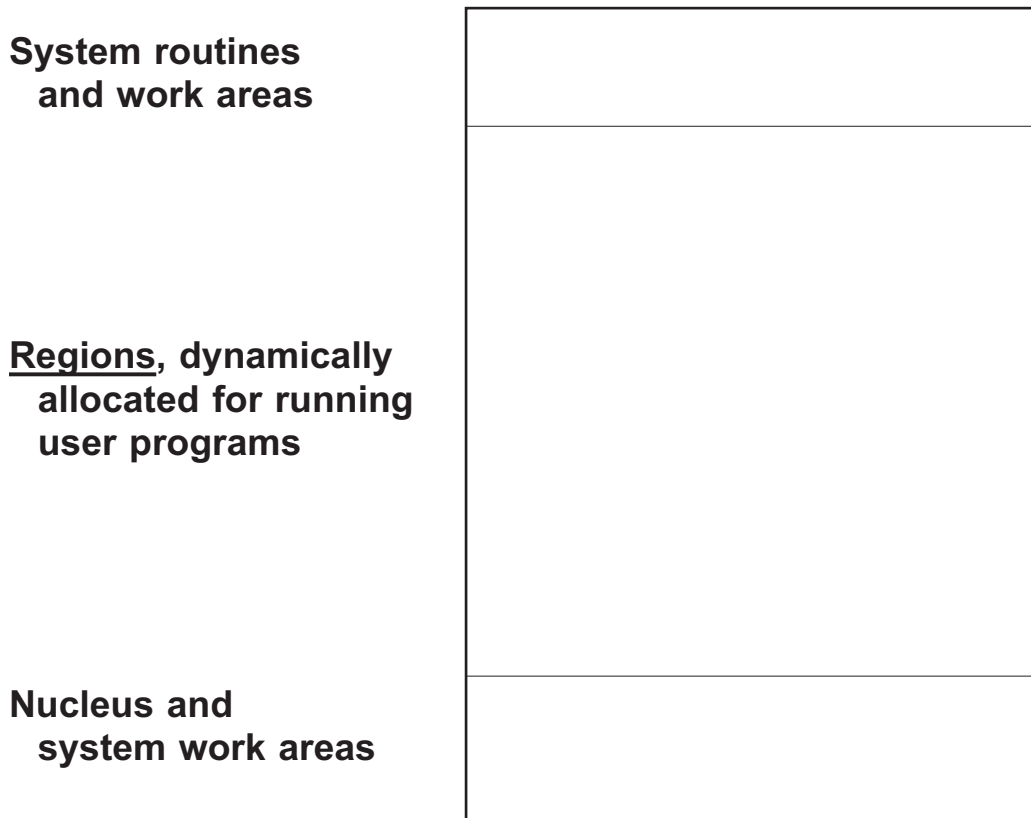 System routines
and work areas
Regions, dynamically
allocated for running
user programs
Nucleus and
system work areas